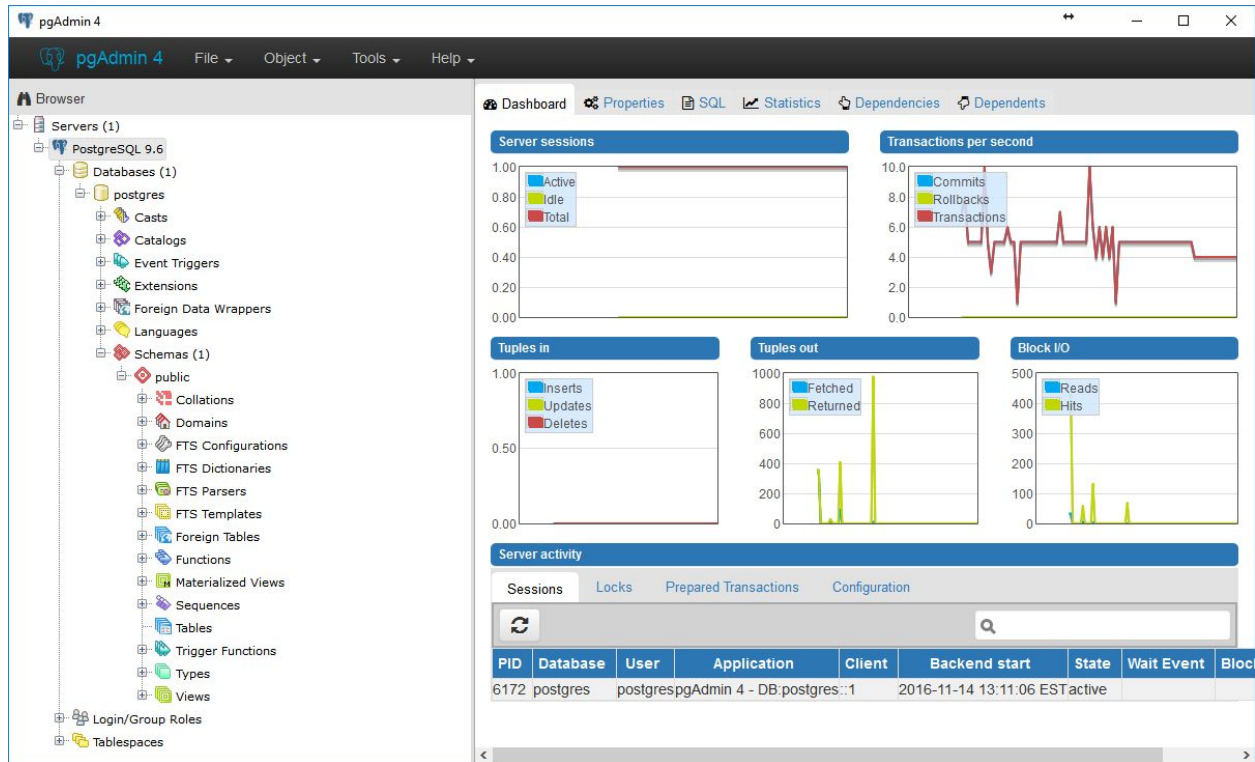 pgAdmin 4
pgAdmin 4 File Object Tools Help
Browser
Servers (1)
PostgreSQL 9.6
Databases (1)
postgres
Casts
Catalogs
Event Triggers
Extensions
Foreign Data Wrappers
Languages
Schemas (1)
public
Collations
Domains
FTS Configurations
FTS Dictionaries
FTS Parsers
FTS Templates
Foreign Tables
Functions
Materialized Views
Sequences
Tables
Trigger Functions
Types
Views
Login/Group Roles
Tablespaces
Dashboard Properties SQL Statistics Dependencies Dependents
Server sessions
1.00
0.80
0.60
0.40
0.20
0.00
Active
Idle
Total
Transactions per second
10.0
8.0
6.0
4.0
2.0
0.0
Commits
Rollbacks
Transactions
Tuples in
1.00
0.50
0.00
Inserts
Updates
Deletes
Tuples out
1000
800
600
400
200
0
Fetched
Returned
Block I/O
500
400
300
200
100
0
Reads
Hits
Server activity
Sessions Locks Prepared Transactions Configuration
PID Database User Application Client Backend start State Wait Event Bloc
6172 postgres postgres pgAdmin 4 - DB:postgres ::1 2016-11-14 13:11:06 EST active